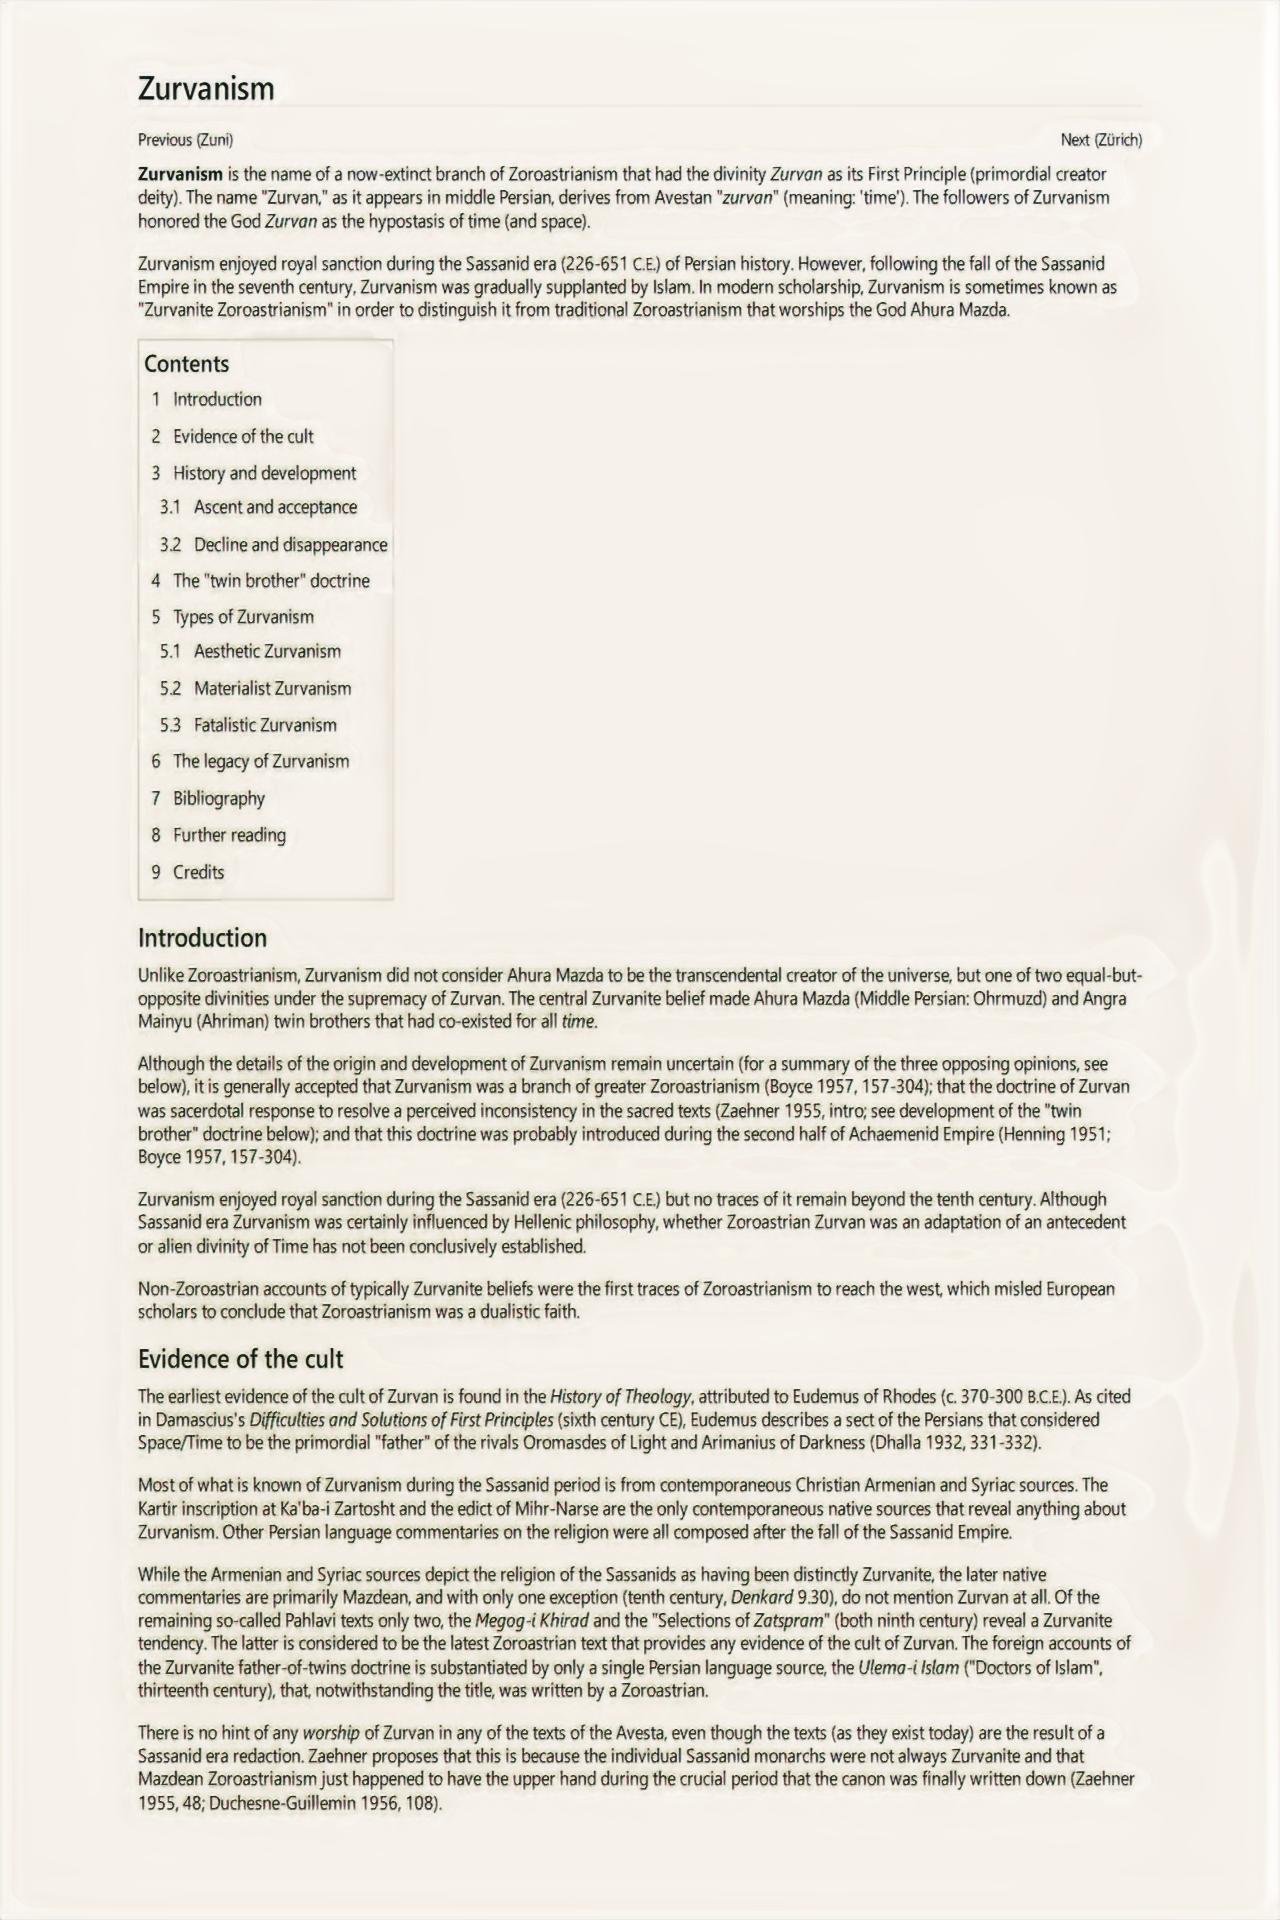 Zurvanism
Previous (Zuni) Next (Zürich)
Zurvanism is the name of a now-extinct branch of Zoroastrianism that had the divinity Zurvan as its First Principle (primordial creator
deity). The name "Zurvan," as it appears in middle Persian, derives from Avestan "zurvan" (meaning: 'time'). The followers of Zurvanism
honored the God Zurvan as the hypostasis of time (and space).
Zurvanism enjoyed royal sanction during the Sassanid era (226-651 C.E.) of Persian history. However, following the fall of the Sassanid
Empire in the seventh century, Zurvanism was gradually supplanted by Islam. In modern scholarship, Zurvanism is sometimes known as
"Zurvanite Zoroastrianism" in order to distinguish it from traditional Zoroastrianism that worships the God Ahura Mazda.
Contents
1 Introduction
2 Evidence of the cult
3 History and development
3.1 Ascent and acceptance
3.2 Decline and disappearance
4 The "twin brother" doctrine
5 Types of Zurvanism
5.1 Aesthetic Zurvanism
5.2 Materialist Zurvanism
5.3 Fatalistic Zurvanism
6 The legacy of Zurvanism
7 Bibliography
8 Further reading
9 Credits
Introduction
Unlike Zoroastrianism, Zurvanism did not consider Ahura Mazda to be the transcendental creator of the universe, but one of two equal-but-
opposite divinities under the supremacy of Zurvan. The central Zurvanite belief made Ahura Mazda (Middle Persian: Ohrmuzd) and Angra
Mainyu (Ahriman) twin brothers that had co-existed for all time.
Although the details of the origin and development of Zurvanism remain uncertain (for a summary of the three opposing opinions, see
below), it is generally accepted that Zurvanism was a branch of greater Zoroastrianism (Boyce 1957, 157-304); that the doctrine of Zurvan
was sacerdotal response to resolve a perceived inconsistency in the sacred texts (Zaehner 1955, intro; see development of the "twin
brother" doctrine below); and that this doctrine was probably introduced during the second half of Achaemenid Empire (Henning 1951;
Boyce 1957, 157-304).
Zurvanism enjoyed royal sanction during the Sassanid era (226-651 C.E.) but no traces of it remain beyond the tenth century. Although
Sassanid era Zurvanism was certainly influenced by Hellenic philosophy, whether Zoroastrian Zurvan was an adaptation of an antecedent
or alien divinity of Time has not been conclusively established.
Non-Zoroastrian accounts of typically Zurvanite beliefs were the first traces of Zoroastrianism to reach the west, which misled European
scholars to conclude that Zoroastrianism was a dualistic faith.
Evidence of the cult
The earliest evidence of the cult of Zurvan is found in the History of Theology, attributed to Eudemus of Rhodes (c. 370-300 B.C.E.). As cited
in Damascius's Difficulties and Solutions of First Principles (sixth century CE), Eudemus describes a sect of the Persians that considered
Space/Time to be the primordial "father" of the rivals Oromasdes of Light and Arimanius of Darkness (Dhalla 1932, 331-332).
Most of what is known of Zurvanism during the Sassanid period is from contemporaneous Christian Armenian and Syriac sources. The
Kartir inscription at Ka'ba-i Zartosht and the edict of Mihr-Narse are the only contemporaneous native sources that reveal anything about
Zurvanism. Other Persian language commentaries on the religion were all composed after the fall of the Sassanid Empire.
While the Armenian and Syriac sources depict the religion of the Sassanids as having been distinctly Zurvanite, the later native
commentaries are primarily Mazdean, and with only one exception (tenth century, Denkard 9.30), do not mention Zurvan at all. Of the
remaining so-called Pahlavi texts only two, the Megog-i Khirad and the "Selections of Zatspram" (both ninth century) reveal a Zurvanite
tendency. The latter is considered to be the latest Zoroastrian text that provides any evidence of the cult of Zurvan. The foreign accounts of
the Zurvanite father-of-twins doctrine is substantiated by only a single Persian language source, the Ulema-i Islam ("Doctors of Islam",
thirteenth century), that, notwithstanding the title, was written by a Zoroastrian.
There is no hint of any worship of Zurvan in any of the texts of the Avesta, even though the texts (as they exist today) are the result of a
Sassanid era redaction. Zaehner proposes that this is because the individual Sassanid monarchs were not always Zurvanite and that
Mazdean Zoroastrianism just happened to have the upper hand during the crucial period that the canon was finally written down (Zaehner
1955, 48; Duchesne-Guillemin 1956, 108).